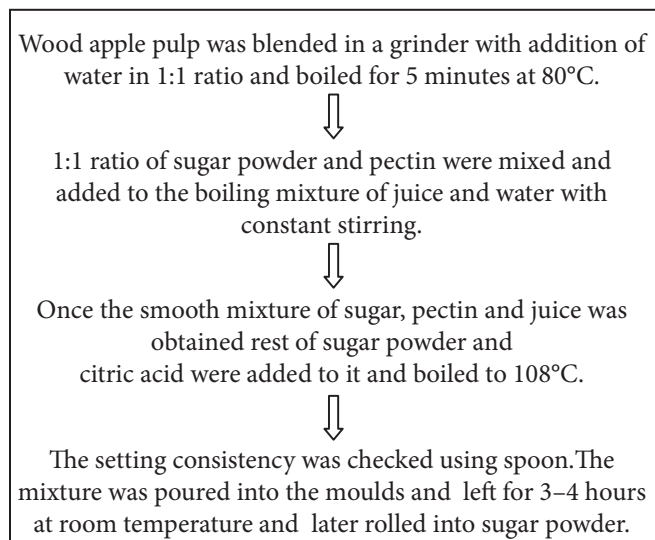 Wood apple pulp was blended in a grinder with addition of
water in 1:1 ratio and boiled for 5 minutes at 80°C.
1:1 ratio of sugar powder and pectin were mixed and
added to the boiling mixture of juice and water with
constant stirring.
Once the smooth mixture of sugar, pectin and juice was
obtained rest of sugar powder and
citric acid were added to it and boiled to 108°C.
The setting consistency was checked using spoon.The
mixture was poured into the moulds and left for 3–4 hours
at room temperature and later rolled into sugar powder.